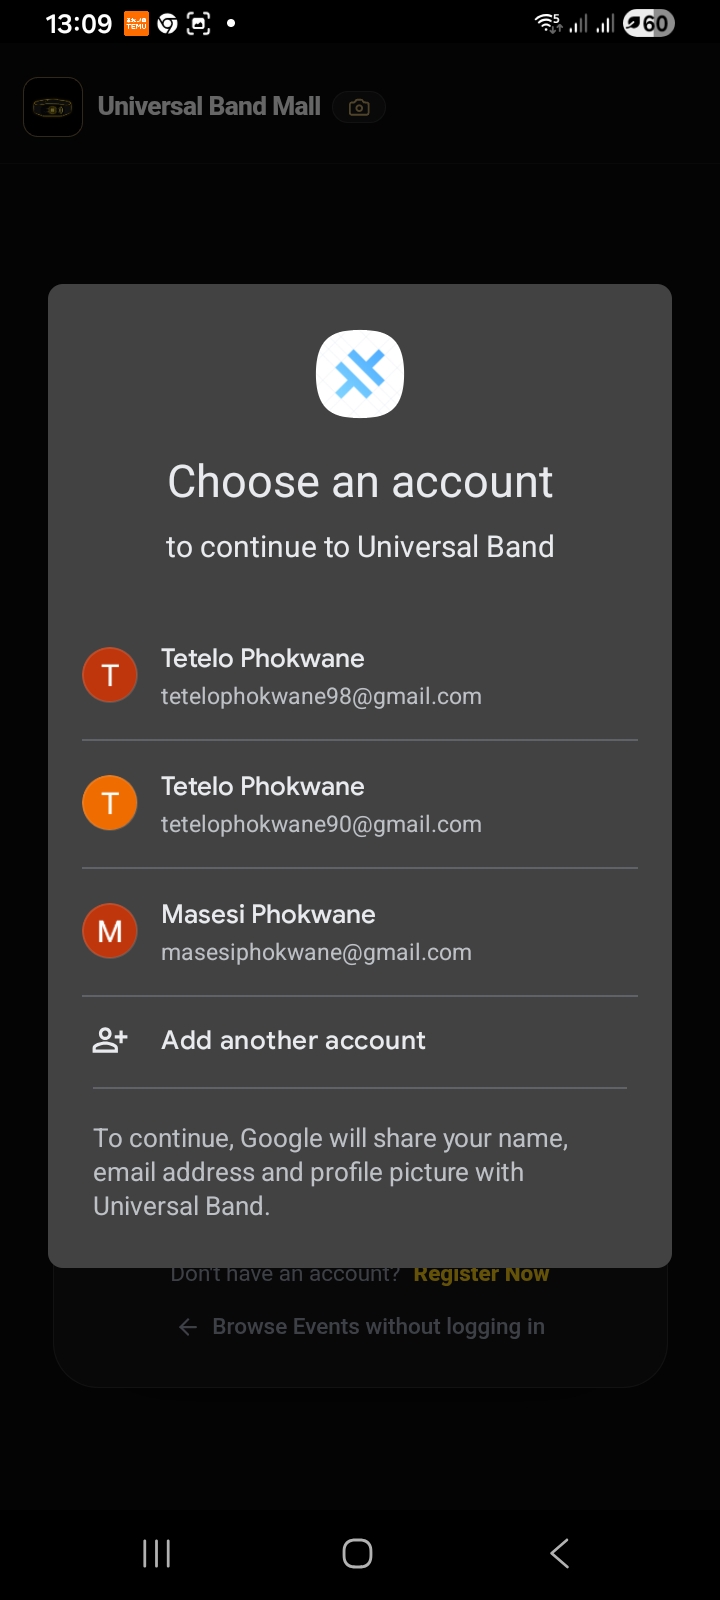 13:09
60
Universal Band Mall
Choose an account
to continue to Universal Band
T
Tetelo Phokwane
tetelophokwane98@gmail.com
T
Tetelo Phokwane
tetelophokwane90@gmail.com
M
Masesi Phokwane
masesiphokwane@gmail.com
Add another account
To continue, Google will share your name,
email address and profile picture with
Universal Band.
Don't have an account? Register Now
Browse Events without logging in